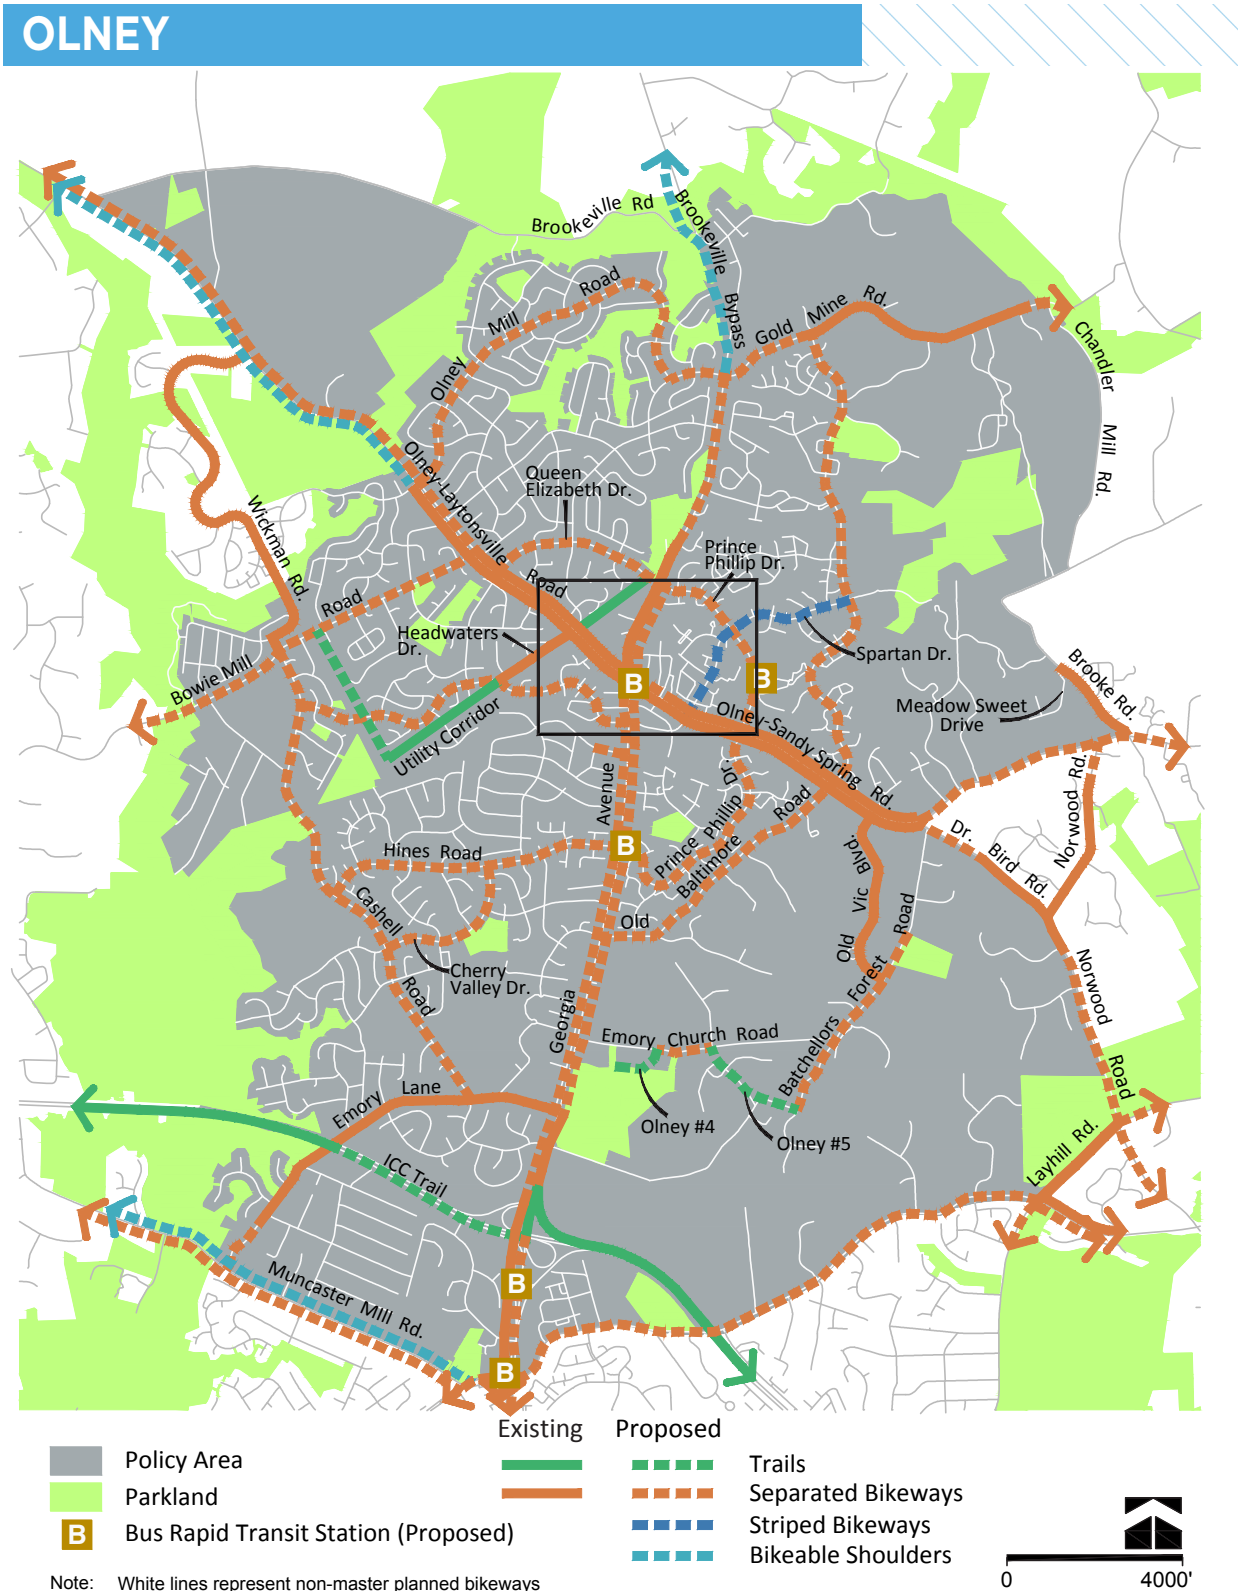 OLNEY
Brookeville Rd
Brookeville Bypass
Olney Mill Road
Gold Mine Rd.
Chandler Mill Rd.
Olney-Laytonsville Road
Queen
Elizabeth Dr.
Wickman Rd.
Prince
Phillip Dr.
Bowie Mill Road
Headwaters
Dr.
Spartan Dr.
B
B
Brooke Rd.
Meadow Sweet
Drive
Olney-Sandy Spring Rd.
Utility Corridor
Georgia Avenue
Prince Phillip Dr.
Old Baltimore Road
Norwood Rd.
B
Hines Road
Dr. Bird Rd.
Old Vic Blvd.
Cashell Road
Cherry
Valley Dr.
Batchellors Forest Road
Norwood Road
Emory Church Road
Olney #4
Olney #5
Emory Lane
ICC Trail
Layhill Rd.
Muncaster MIll Rd.
B
B
Existing Proposed
Policy Area
Parkland
B Bus Rapid Transit Station (Proposed)
Trails
Separated Bikeways
Striped Bikeways
Bikeable Shoulders
0 4000'
Note: White lines represent non-master planned bikeways